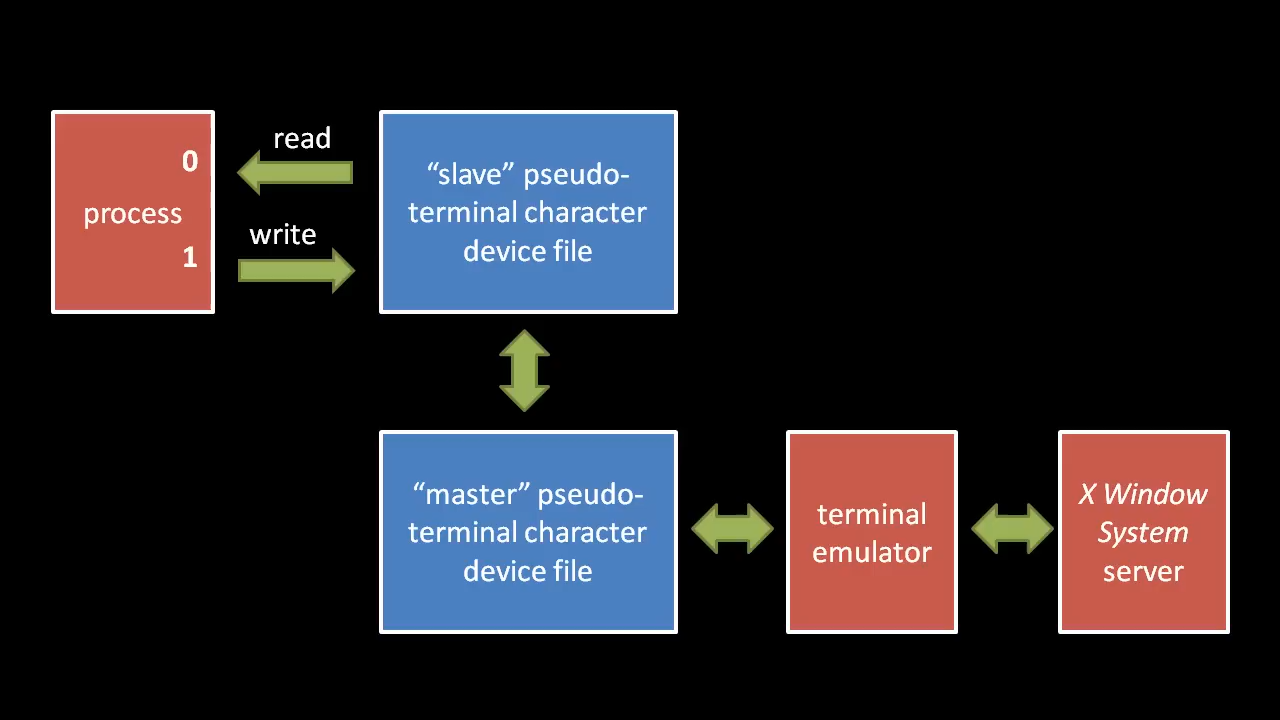 0
process
1
read
write
“slave” pseudo-
terminal character
device file
“master” pseudo-
terminal character
device file
terminal
emulator
X Window
System
server